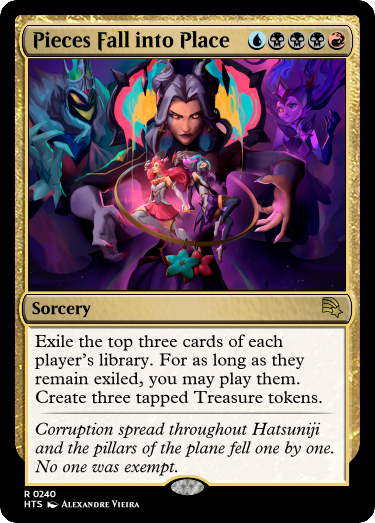 Pieces Fall into Place
Sorcery
Exile the top three cards of each
player's library. For as long as they
remain exiled, you may play them.
Create three tapped Treasure tokens.
Corruption spread throughout Hatsuniji
and the pillars of the plane fell one by one.
No one was exempt.
R 0240
HTS Alexandre Vieira